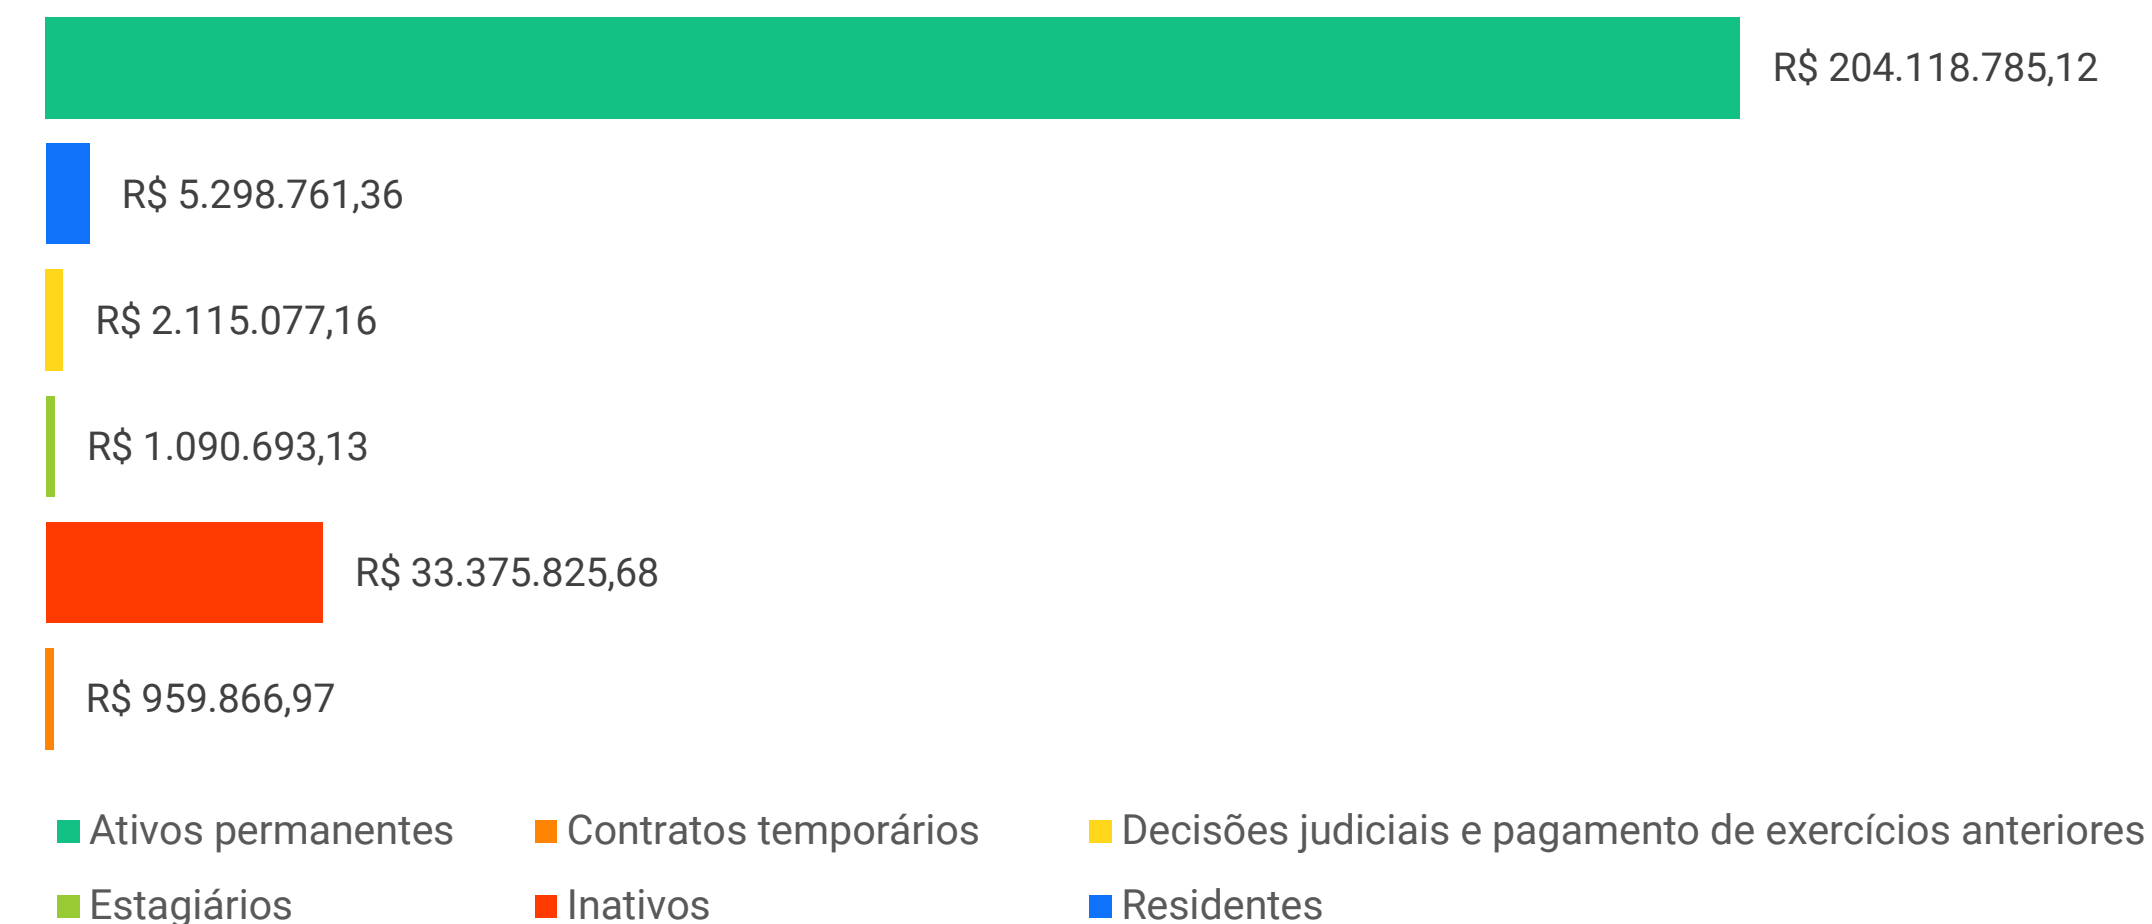 R$ 204.118.785,12
R$ 5.298.761,36
R$ 2.115.077,16
R$ 1.090.693,13
R$ 33.375.825,68
R$ 959.866,97
Ativos permanentes Contratos temporários Decisões judiciais e pagamento de exercícios anteriores
Estagiários Inativos Residentes